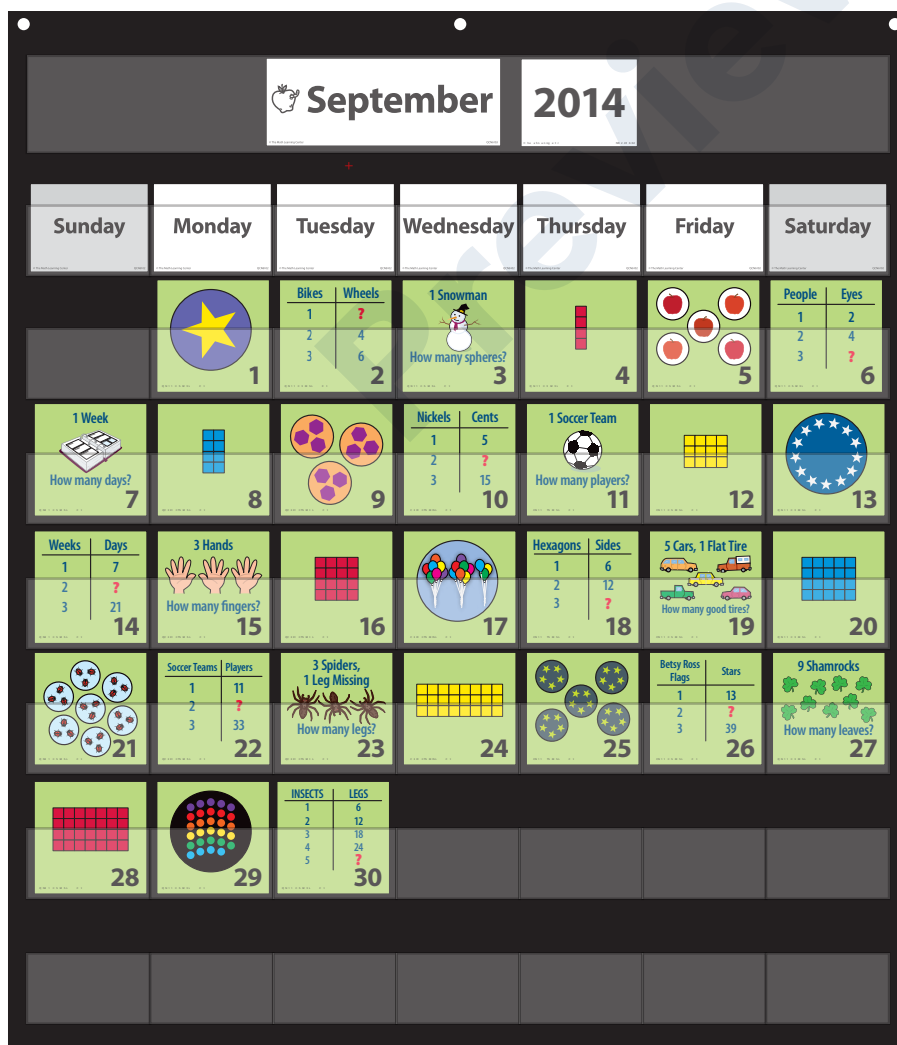 September
2014
Sunday Monday Tuesday Wednesday Thursday Friday Saturday
© The Math Learning Center
1
Bikes Wheels
1 ?
2 4
3 6
2
1 Snowman
How many spheres?
3
4
5
People Eyes
1 2
2 4
3 ?
6
1 Week
How many days?
7
8
9
Nickels Cents
1 5
2 ?
3 15
10
1 Soccer Team
How many players?
11
12
13
Weeks Days
1 7
2 ?
3 21
14
3 Hands
How many fingers?
15
16
17
Hexagons Sides
1 6
2 12
3 ?
18
5 Cars, 1 Flat Tire
How many good tires?
19
20
21
Soccer Teams Players
1 11
2 ?
3 33
22
3 Spiders,
1 Leg Missing
How many legs?
23
24
25
Betsy Ross
Flags Stars
1 13
2 ?
3 39
26
9 Shamrocks
How many leaves?
27
28
29
INSECTS LEGS
1 6
2 12
3 18
4 24
5 ?
30
Preview